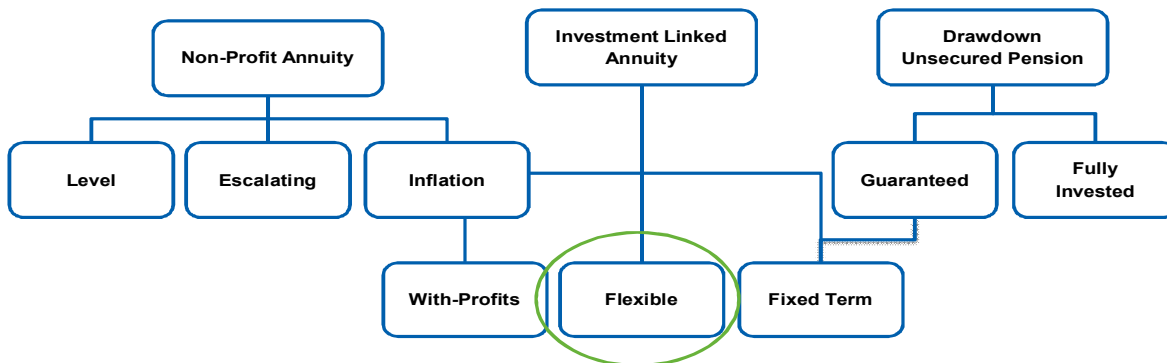 Non-Profit Annuity
Investment Linked
Annuity
Drawdown
Unsecured Pension
Level
Escalating
Inflation
Guaranteed
Fully
Invested
With-Profits
Flexible
Fixed Term